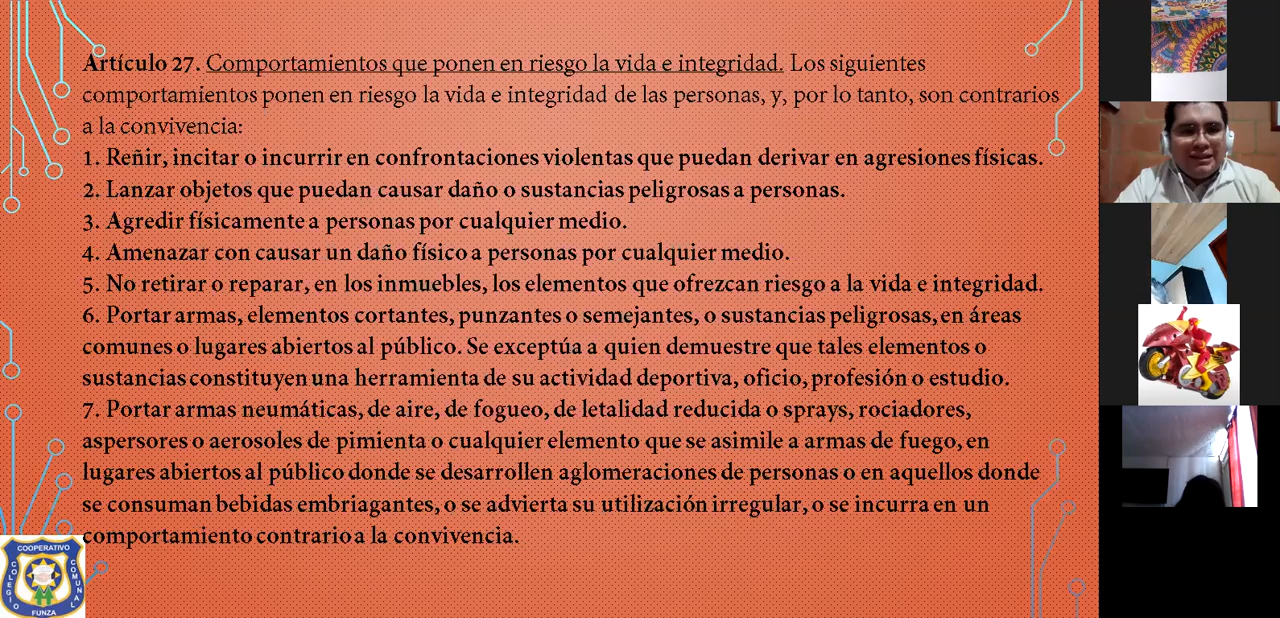 Artículo 27. Comportamientos que ponen en riesgo la vida e integridad. Los siguientes
comportamientos ponen en riesgo la vida e integridad de las personas, y, por lo tanto, son contrarios
a la convivencia:
1. Reñir, incitar o incurrir en confrontaciones violentas que puedan derivar en agresiones físicas.
2. Lanzar objetos que puedan causar daño o sustancias peligrosas a personas.
3. Agredir físicamente a personas por cualquier medio.
4. Amenazar con causar un daño físico a personas por cualquier medio.
5. No retirar o reparar, en los inmuebles, los elementos que ofrezcan riesgo a la vida e integridad.
6. Portar armas, elementos cortantes, punzantes o semejantes, o sustancias peligrosas, en áreas
comunes o lugares abiertos al público. Se exceptúa a quien demuestre que tales elementos o
sustancias constituyen una herramienta de su actividad deportiva, oficio, profesión o estudio.
7. Portar armas neumáticas, de aire, de fogueo, de letalidad reducida o sprays, rociadores,
aspersores o aerosoles de pimienta o cualquier elemento que se asimile a armas de fuego, en
lugares abiertos al público donde se desarrollen aglomeraciones de personas o en aquellos donde
se consuman bebidas embriagantes, o se advierta su utilización irregular, o se incurra en un
comportamiento contrario a la convivencia.
COOPERATIVO
COLEGIO
COMUNAL
FUNZA